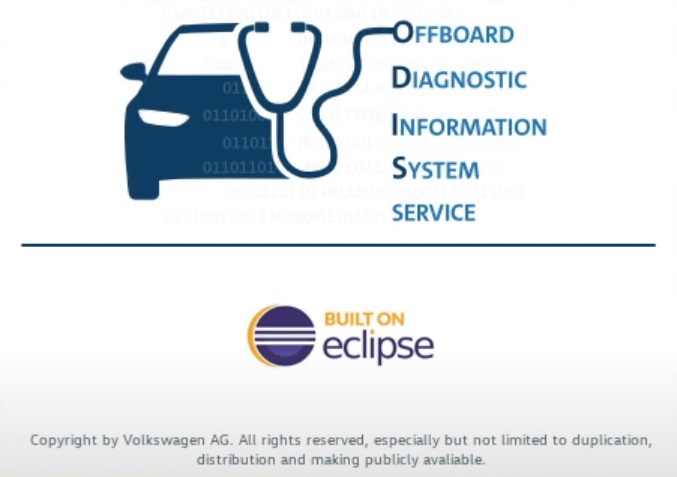 OFFBOARD
DIAGNOSTIC
INFORMATION
SYSTEM
SERVICE
BUILT ON
eclipse
Copyright by Volkswagen AG. All rights reserved, especially but not limited to duplication,
distribution and making publicly avaliable.